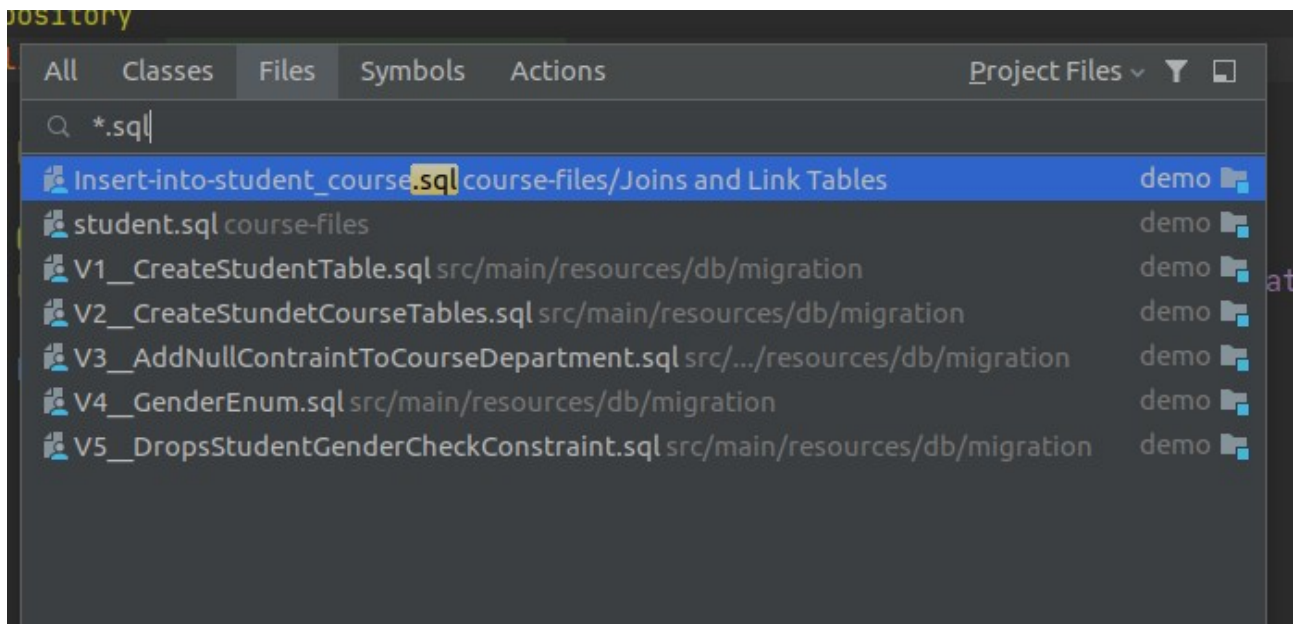 pository
All Classes Files Symbols Actions Project Files
*.sql
Insert-into-student_course.sql course-files/Joins and Link Tables demo
student.sql course-files demo
V1__CreateStudentTable.sql src/main/resources/db/migration demo
V2__CreateStundetCourseTables.sql src/main/resources/db/migration demo
V3__AddNullContraintToCourseDepartment.sql src/.../resources/db/migration demo
V4__GenderEnum.sql src/main/resources/db/migration demo
V5__DropsStudentGenderCheckConstraint.sql src/main/resources/db/migration demo